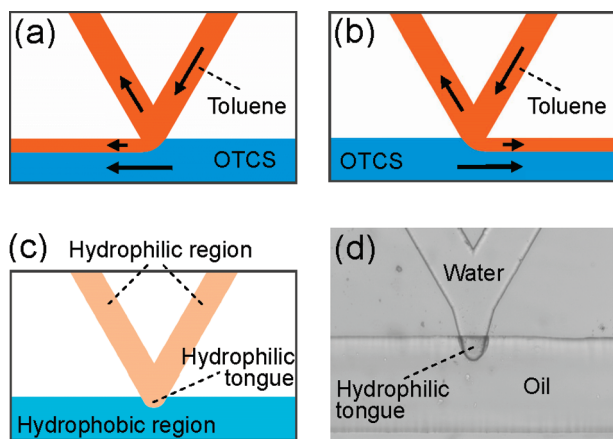 (a)
Toluene
OTCS
(b)
Toluene
OTCS
(c)
Hydrophilic region
Hydrophilic
tongue
Hydrophobic region
(d)
Water
Hydrophilic
tongue
Oil